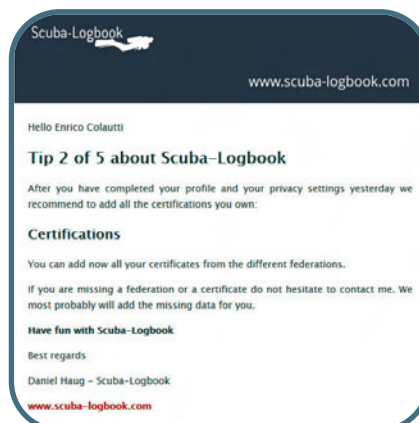 Scuba-Logbook
www.scuba-logbook.com
Hello Enrico Colautti
Tip 2 of 5 about Scuba-Logbook
After you have completed your profile and your privacy settings yesterday we
recommend to add all the certifications you own:
Certifications
You can add now all your certificates from the different federations.
If you are missing a federation or a certificate do not hesitate to contact me. We
most probably will add the missing data for you.
Have fun with Scuba-Logbook
Best regards
Daniel Haug - Scuba-Logbook
www.scuba-logbook.com